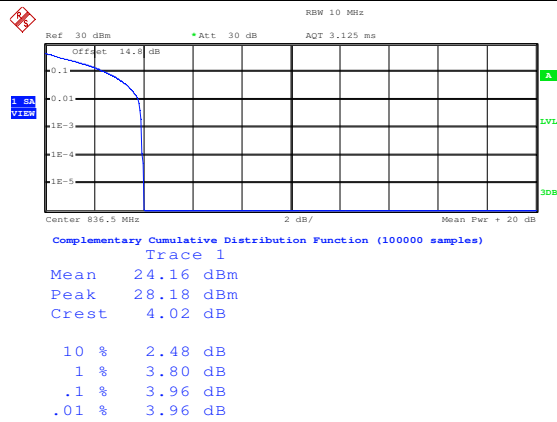 RBW 10 MHz
Ref 30 dBm *Att 30 dB AQT 3.125 ms
Offset 14.8 dB
0.1
A
0.01
1 SA
VIEW
1E-3
LVL
1E-4
1E-5
3DB
Center 836.5 MHz 2 dB/ Mean Pwr + 20 dB
Complementary Cumulative Distribution Function (100000 samples)
Trace 1
Mean 24.16 dBm
Peak 28.18 dBm
Crest 4.02 dB
10 % 2.48 dB
1 % 3.80 dB
.1 % 3.96 dB
.01 % 3.96 dB